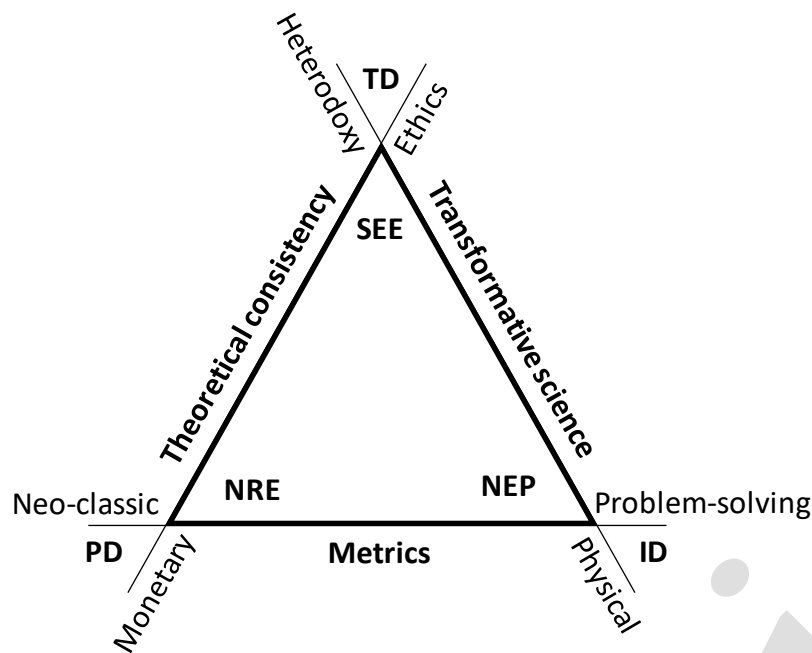 Heterodoxy
TD
Ethics
SEE
Theoretical consistency
Transformative science
NRE
NEP
Neo-classic
Problem-solving
PD
Monetary
Metrics
Physical
ID